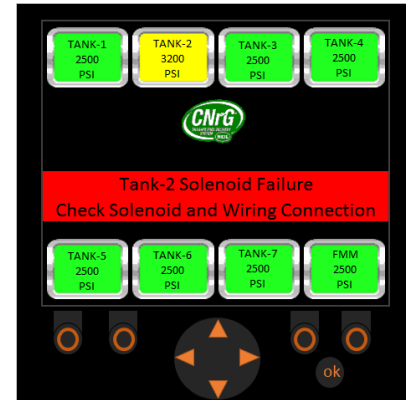 TANK-1
2500
PSI
TANK-2
3200
PSI
TANK-3
2500
PSI
TANK-4
2500
PSI
CNrG
Tank-2 Solenoid Failure
Check Solenoid and Wiring Connection
TANK-5
2500
PSI
TANK-6
2500
PSI
TANK-7
2500
PSI
FMM
2500
PSI
ok